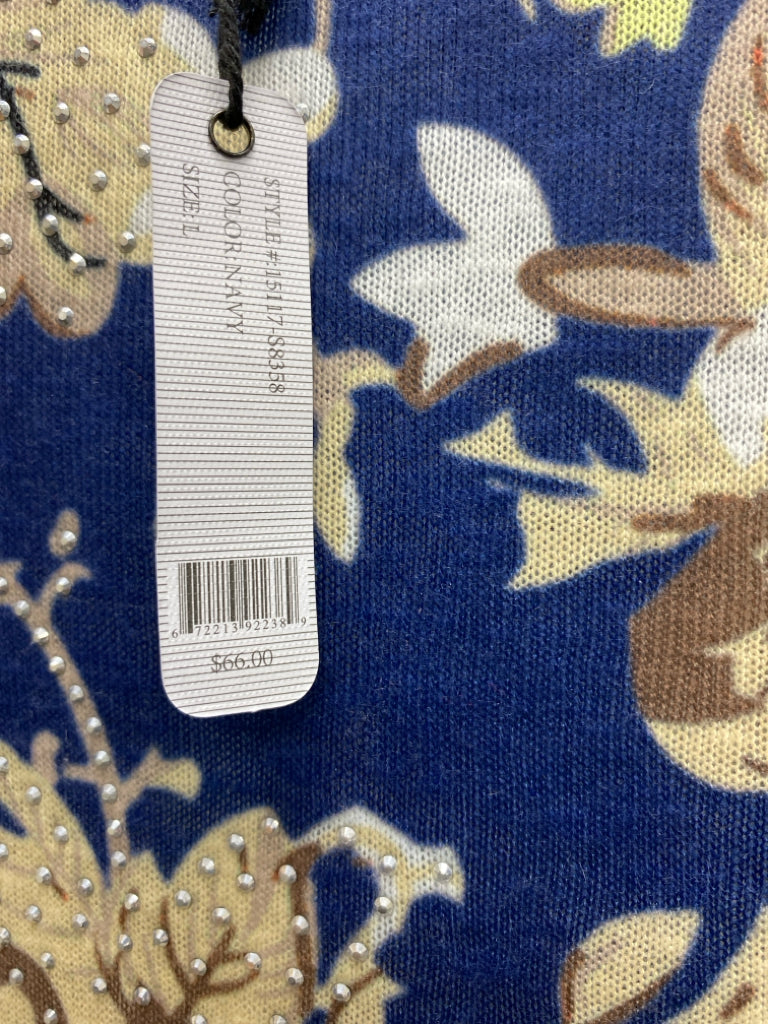 STYLE #15117-S8358
COLOR: NAVY
SIZE: L
6 72213 92238 9
$66.00